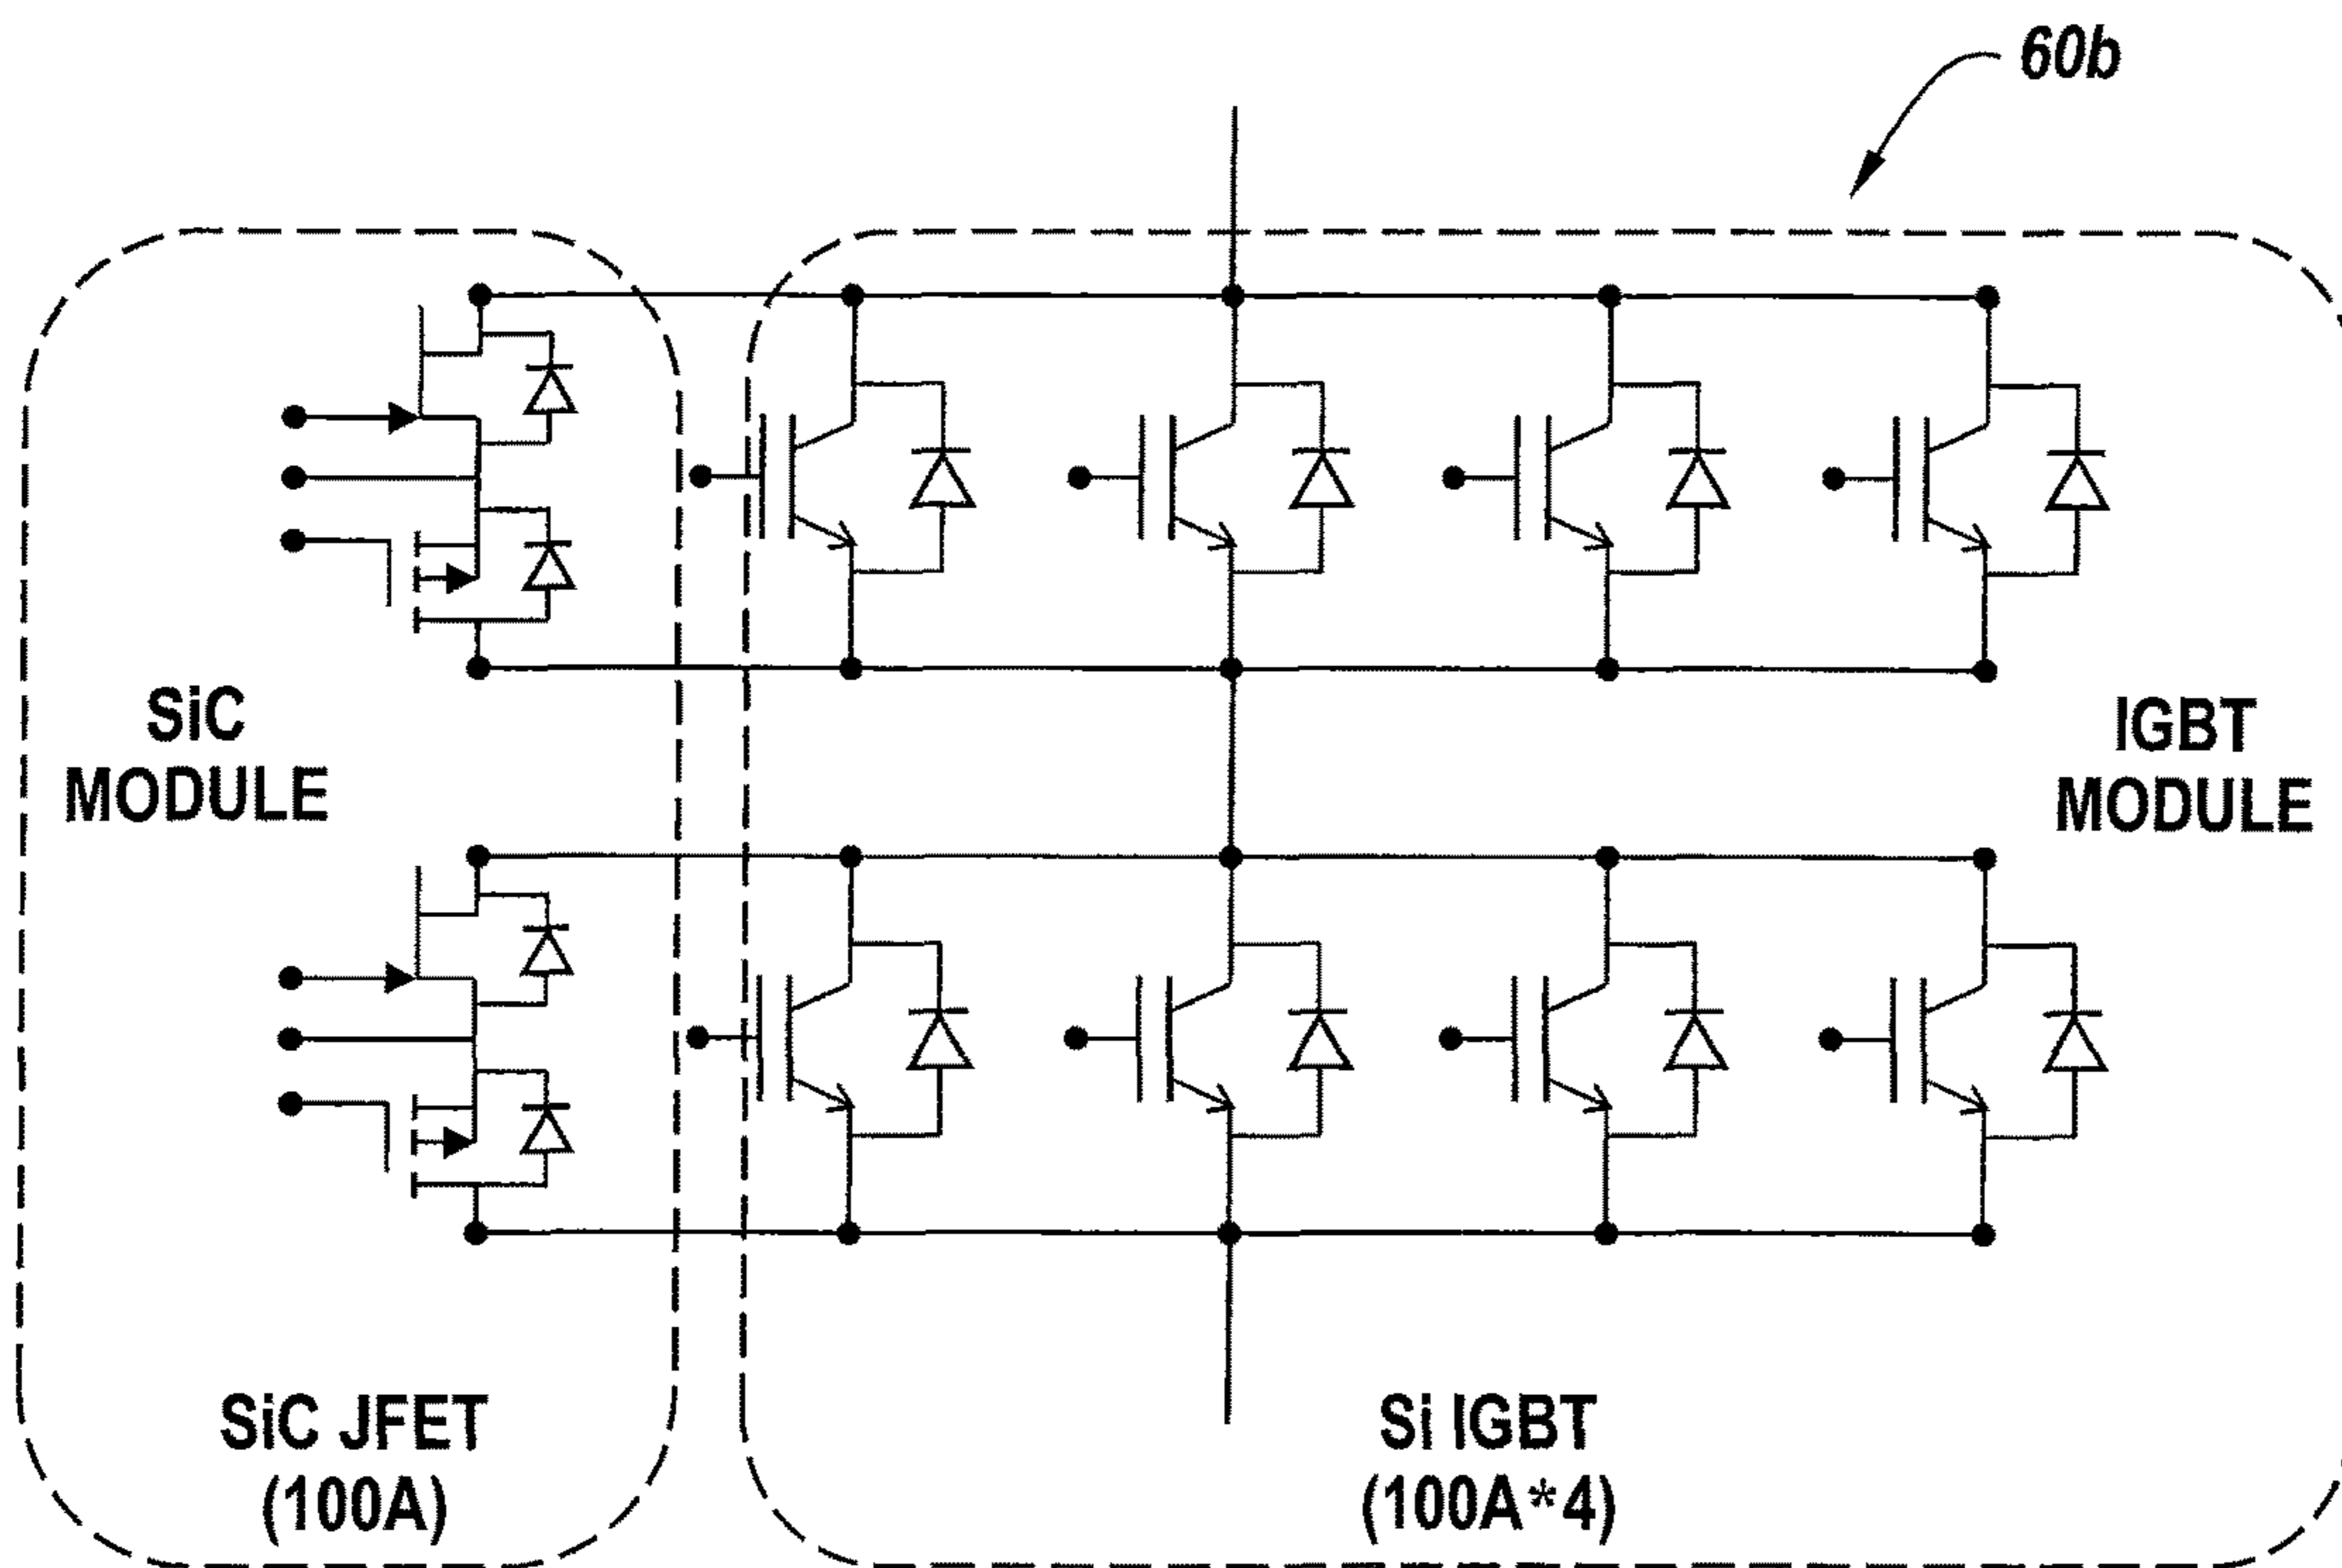 60b
SiC
MODULE
IGBT
MODULE
SiC JFET
(100A)
Si IGBT
(100A*4)